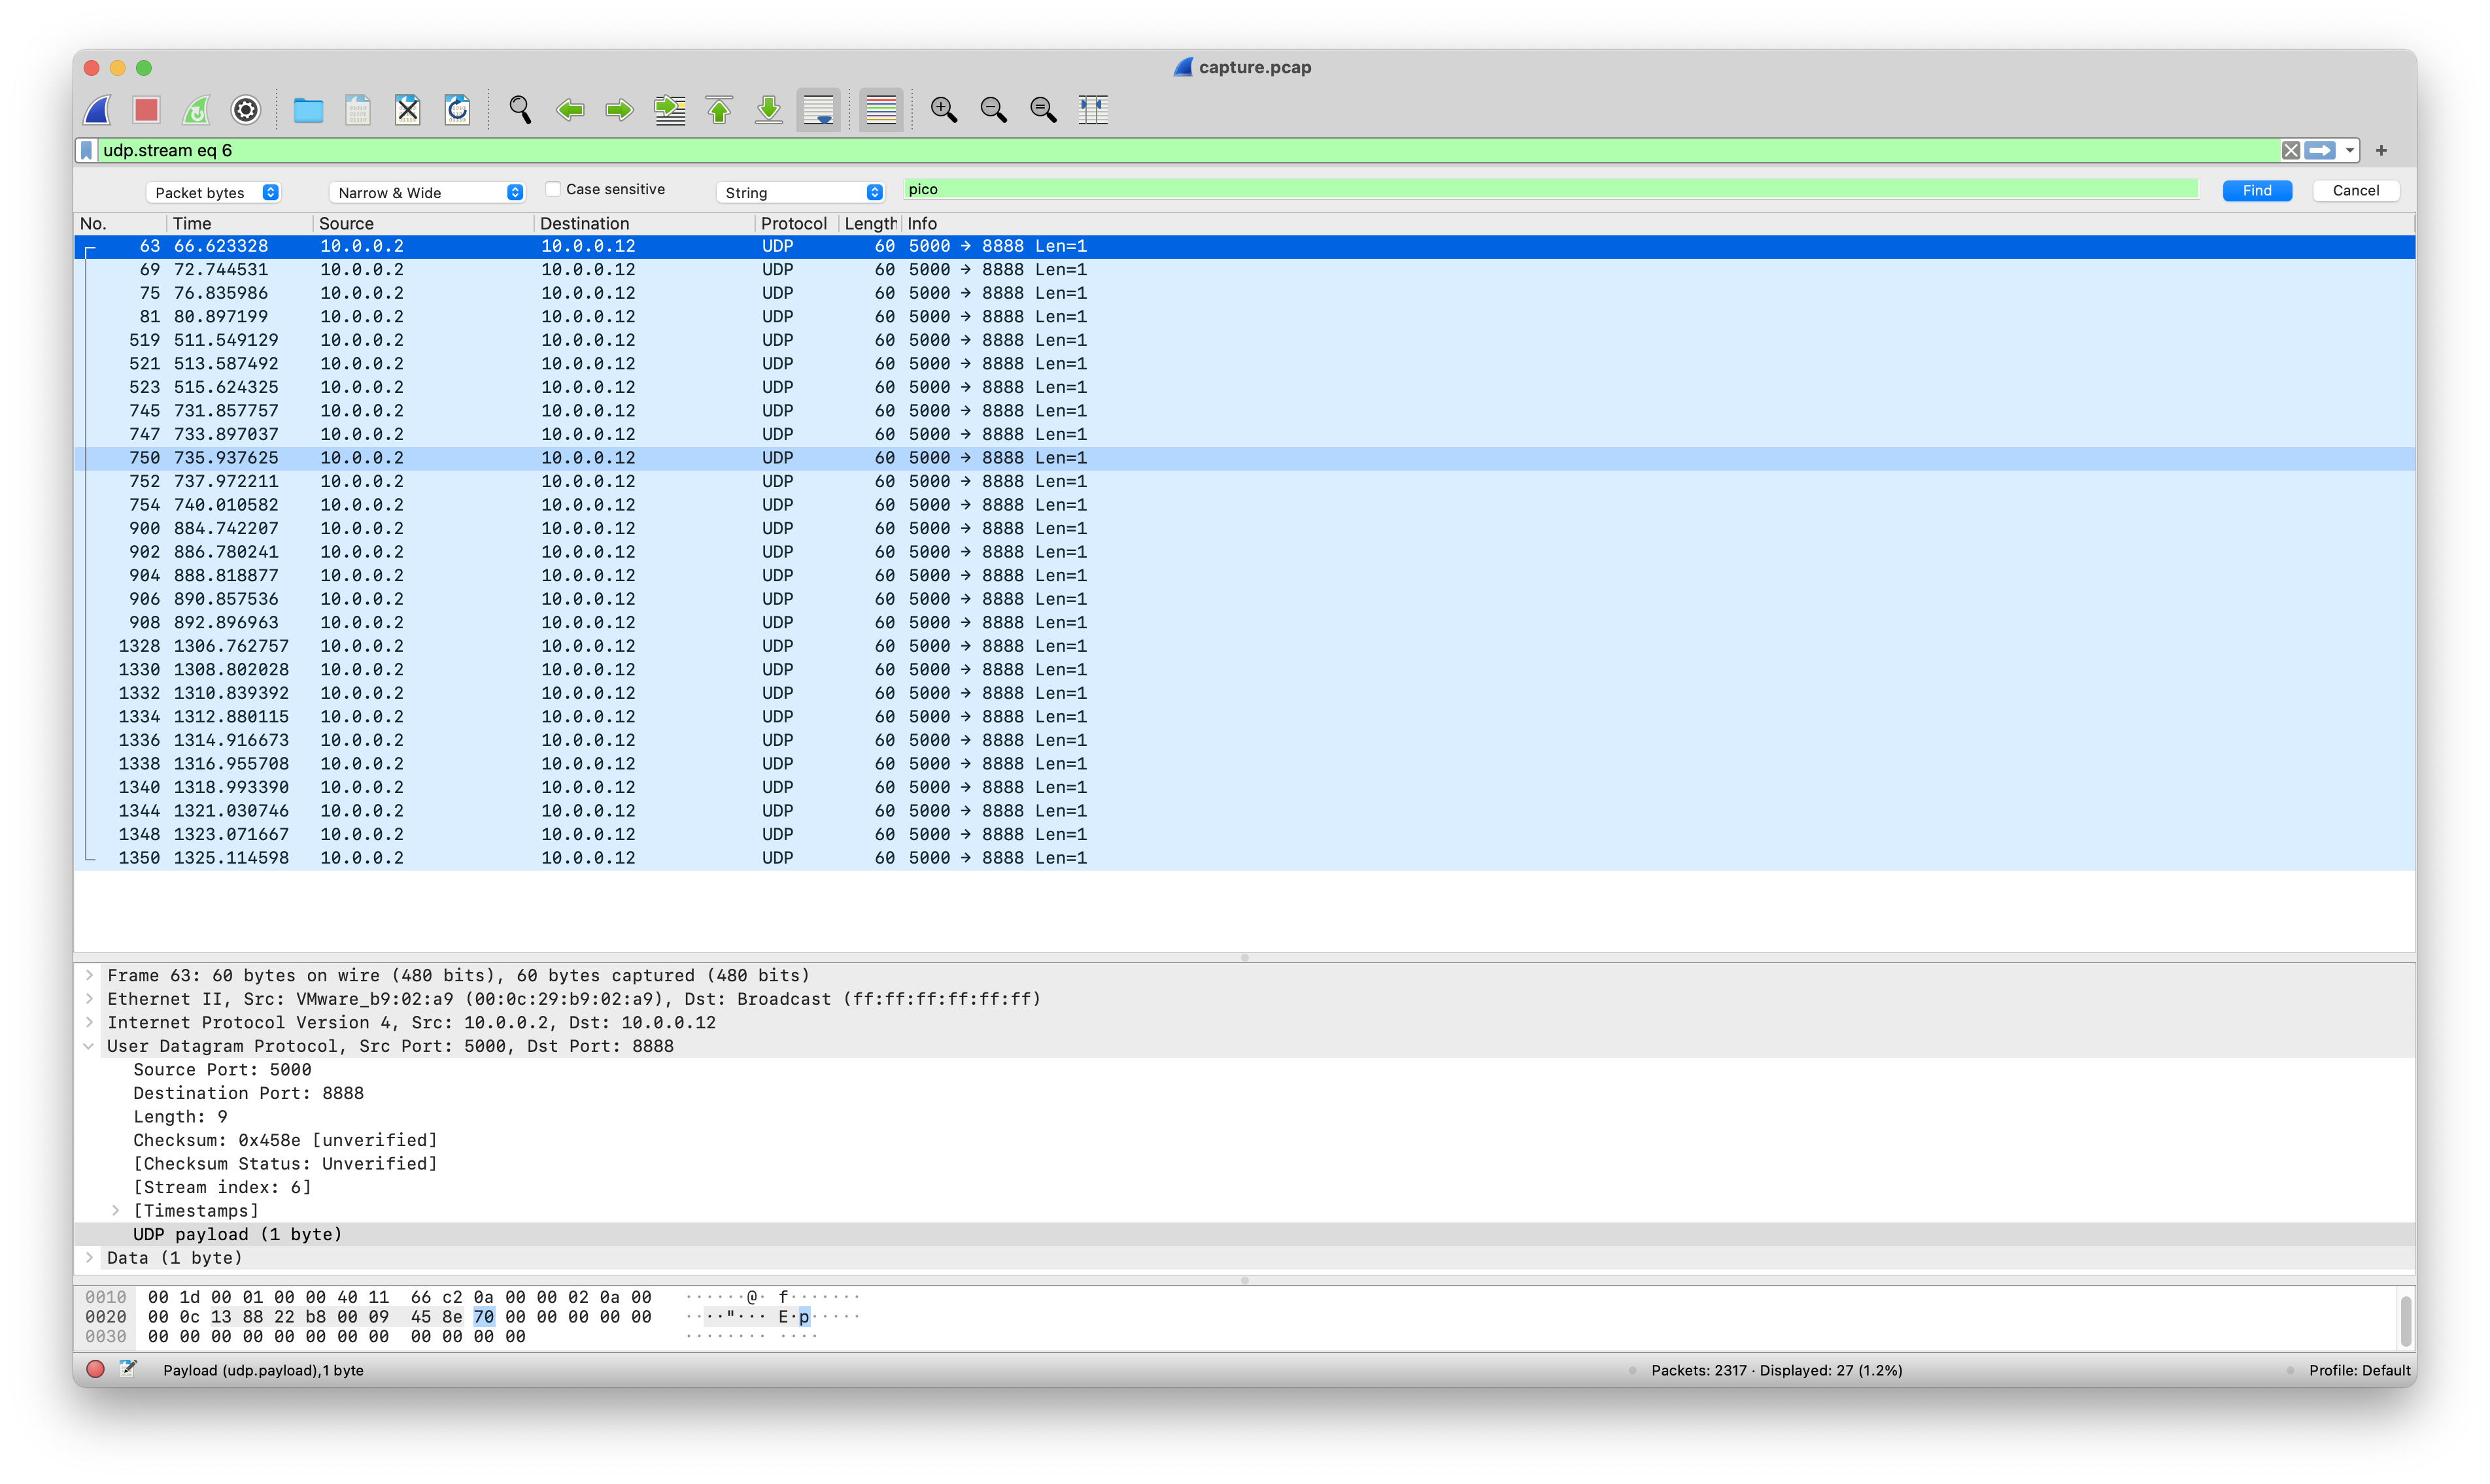 capture.pcap
udp.stream eq 6
+
Packet bytes Narrow & Wide Case sensitive String pico Find Cancel
No. Time Source Destination Protocol Length Info
63 66.623328 10.0.0.2 10.0.0.12 UDP 60 5000 → 8888 Len=1
69 72.744531 10.0.0.2 10.0.0.12 UDP 60 5000 → 8888 Len=1
75 76.835986 10.0.0.2 10.0.0.12 UDP 60 5000 → 8888 Len=1
81 80.897199 10.0.0.2 10.0.0.12 UDP 60 5000 → 8888 Len=1
519 511.549129 10.0.0.2 10.0.0.12 UDP 60 5000 → 8888 Len=1
521 513.587492 10.0.0.2 10.0.0.12 UDP 60 5000 → 8888 Len=1
523 515.624325 10.0.0.2 10.0.0.12 UDP 60 5000 → 8888 Len=1
745 731.857757 10.0.0.2 10.0.0.12 UDP 60 5000 → 8888 Len=1
747 733.897037 10.0.0.2 10.0.0.12 UDP 60 5000 → 8888 Len=1
750 735.937625 10.0.0.2 10.0.0.12 UDP 60 5000 → 8888 Len=1
752 737.972211 10.0.0.2 10.0.0.12 UDP 60 5000 → 8888 Len=1
754 740.010582 10.0.0.2 10.0.0.12 UDP 60 5000 → 8888 Len=1
900 884.742207 10.0.0.2 10.0.0.12 UDP 60 5000 → 8888 Len=1
902 886.780241 10.0.0.2 10.0.0.12 UDP 60 5000 → 8888 Len=1
904 888.818877 10.0.0.2 10.0.0.12 UDP 60 5000 → 8888 Len=1
906 890.857536 10.0.0.2 10.0.0.12 UDP 60 5000 → 8888 Len=1
908 892.896963 10.0.0.2 10.0.0.12 UDP 60 5000 → 8888 Len=1
1328 1306.762757 10.0.0.2 10.0.0.12 UDP 60 5000 → 8888 Len=1
1330 1308.802028 10.0.0.2 10.0.0.12 UDP 60 5000 → 8888 Len=1
1332 1310.839392 10.0.0.2 10.0.0.12 UDP 60 5000 → 8888 Len=1
1334 1312.880115 10.0.0.2 10.0.0.12 UDP 60 5000 → 8888 Len=1
1336 1314.916673 10.0.0.2 10.0.0.12 UDP 60 5000 → 8888 Len=1
1338 1316.955708 10.0.0.2 10.0.0.12 UDP 60 5000 → 8888 Len=1
1340 1318.993390 10.0.0.2 10.0.0.12 UDP 60 5000 → 8888 Len=1
1344 1321.030746 10.0.0.2 10.0.0.12 UDP 60 5000 → 8888 Len=1
1348 1323.071667 10.0.0.2 10.0.0.12 UDP 60 5000 → 8888 Len=1
1350 1325.114598 10.0.0.2 10.0.0.12 UDP 60 5000 → 8888 Len=1
Frame 63: 60 bytes on wire (480 bits), 60 bytes captured (480 bits)
Ethernet II, Src: VMware_b9:02:a9 (00:0c:29:b9:02:a9), Dst: Broadcast (ff:ff:ff:ff:ff:ff)
Internet Protocol Version 4, Src: 10.0.0.2, Dst: 10.0.0.12
User Datagram Protocol, Src Port: 5000, Dst Port: 8888
Source Port: 5000
Destination Port: 8888
Length: 9
Checksum: 0x458e [unverified]
[Checksum Status: Unverified]
[Stream index: 6]
[Timestamps]
UDP payload (1 byte)
Data (1 byte)
0010 00 1d 00 01 00 00 40 11 66 c2 0a 00 00 02 0a 00 ······@· f·······
0020 00 0c 13 88 22 b8 00 09 45 8e 70 00 00 00 00 00 ····"··· E·p·····
0030 00 00 00 00 00 00 00 00 00 00 00 00 ········ ····
Payload (udp.payload),1 byte Packets: 2317 · Displayed: 27 (1.2%) Profile: Default